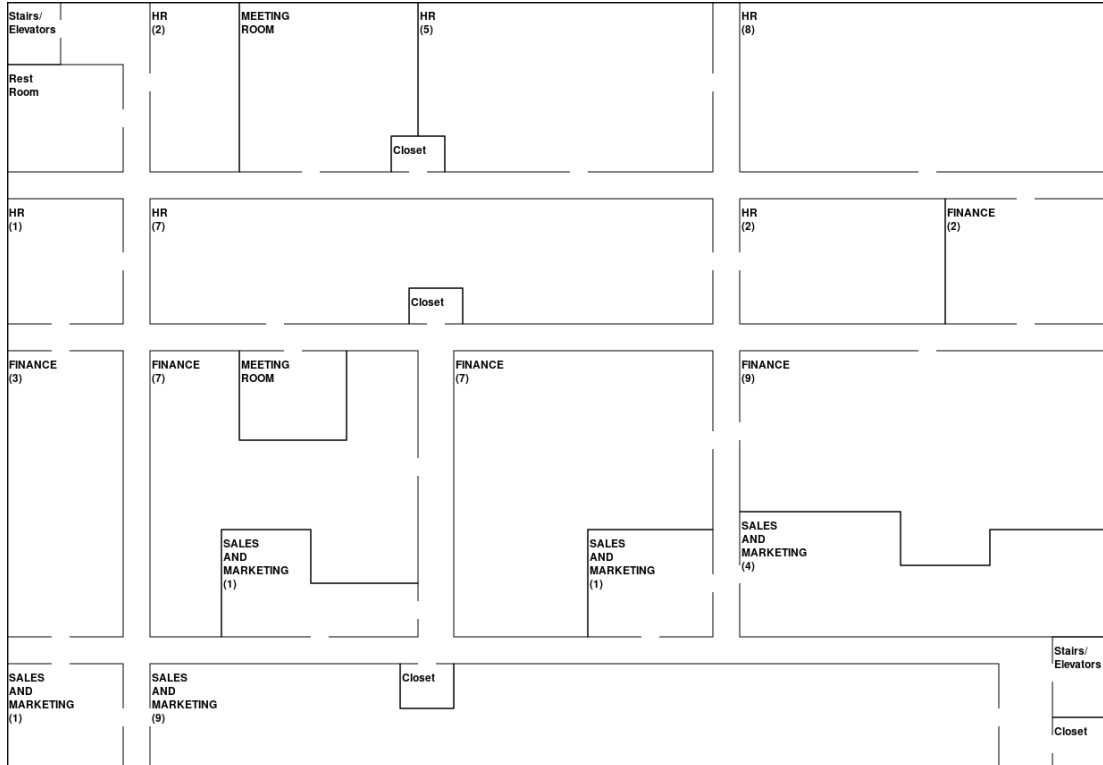 Stairs/
Elevators
HR
(2)
MEETING
ROOM
HR
(5)
HR
(8)
Rest
Room
Closet
HR
(1)
HR
(7)
HR
(2)
FINANCE
(2)
Closet
FINANCE
(3)
FINANCE
(7)
MEETING
ROOM
FINANCE
(7)
FINANCE
(9)
SALES
AND
MARKETING
(1)
SALES
AND
MARKETING
(1)
SALES
AND
MARKETING
(4)
Stairs/
Elevators
SALES
AND
MARKETING
(1)
SALES
AND
MARKETING
(9)
Closet
Closet